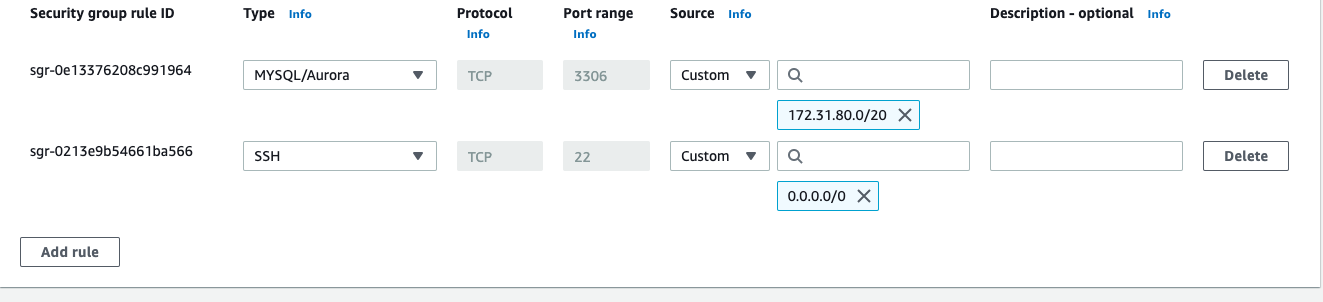 Security group rule ID Type Info Protocol Info Port range Info Source Info Description - optional Info
sgr-0e13376208c991964 MYSQL/Aurora TCP 3306 Custom Delete
172.31.80.0/20
sgr-0213e9b54661ba566 SSH TCP 22 Custom Delete
0.0.0.0/0
Add rule